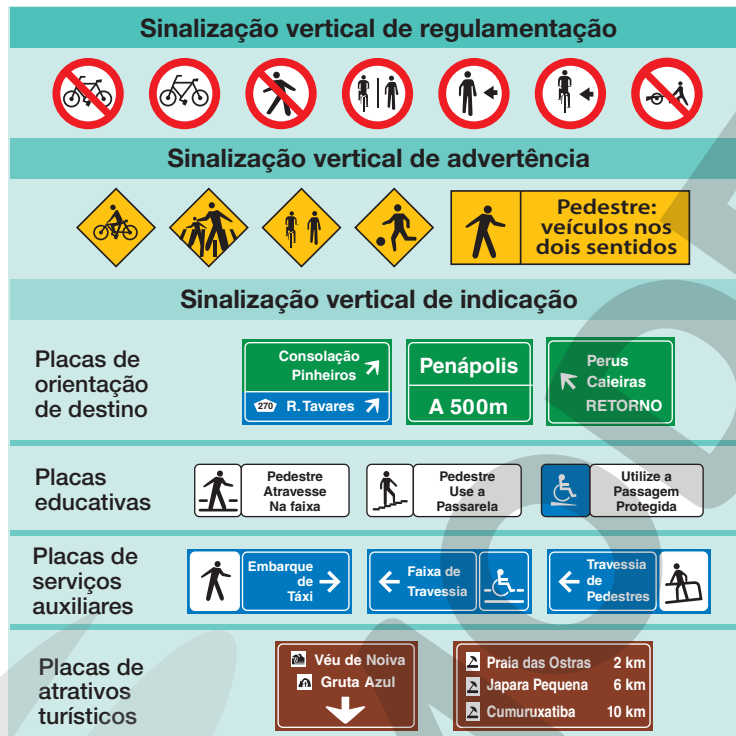 Sinalização vertical de regulamentação
Sinalização vertical de advertência
Pedestre:
veículos nos
dois sentidos
Sinalização vertical de indicação
Placas de
orientação
de destino
Consolação
Pinheiros
270 R. Tavares
Penápolis
A 500m
Perus
Caieiras
RETORNO
Placas
educativas
Pedestre
Atravesse
Na faixa
Pedestre
Use a
Passarela
Utilize a
Passagem
Protegida
Placas de
serviços
auxiliares
Embarque
de
Táxi
Faixa de
Travessia
Travessia
de
Pedestres
Placas de
atrativos
turísticos
Véu de Noiva
Gruta Azul
Praia das Ostras 2 km
Japara Pequena 6 km
Cumuruxatiba 10 km